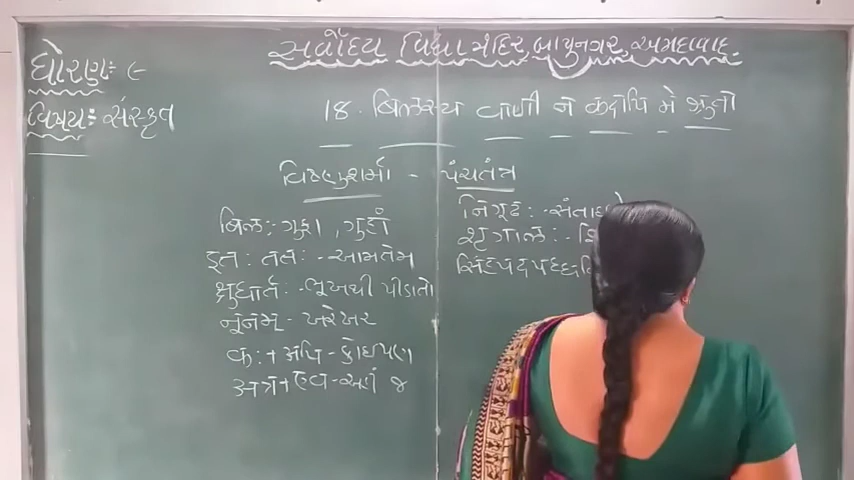 સર્વોદય વિદ્યા મંદિર, બાપુનગર, અમદાવાદ.
ધોરણ: ૯
વિષય: સંસ્કૃત
18. બિલસ્ય વાણી ન કદાપિ મે શ્રુતા
વિષ્ણુશર્મા - પંચતંત્ર
બિલ:- ગુફા, ગુહા
ઇત: તત: - આમતેમ
ક્ષુધાર્ત: - ભૂખથી પીડાતો
નૂનમ્ - ખરેખર
ક: + અપિ - કોઇપણ
અત્ર + એવ - અહીં જ
નિગૂઢ: -
શૃગાલ: -
સિંહપદપદ્ધતિ